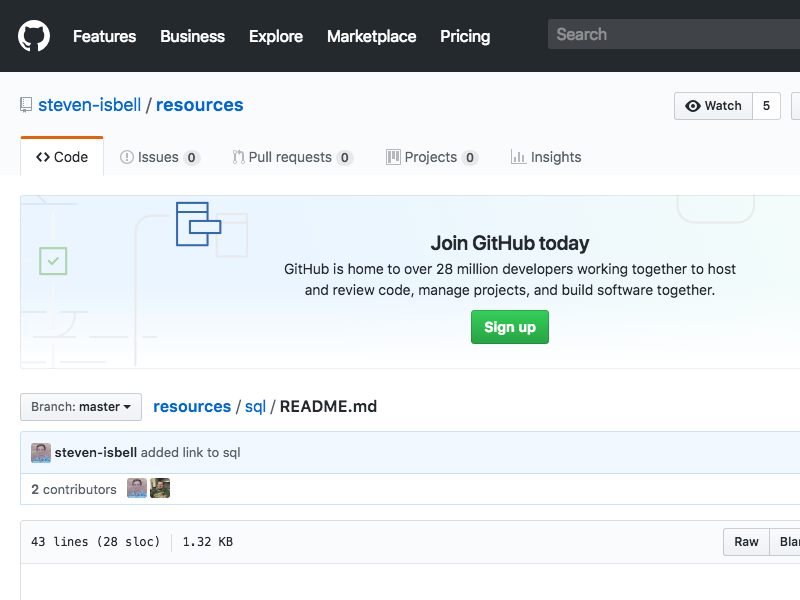 Features Business Explore Marketplace Pricing Search
steven-isbell / resources Watch 5
Code Issues 0 Pull requests 0 Projects 0 Insights
Join GitHub today
GitHub is home to over 28 million developers working together to host
and review code, manage projects, and build software together.
Sign up
Branch: master resources / sql / README.md
steven-isbell added link to sql
2 contributors
43 lines (28 sloc) 1.32 KB Raw